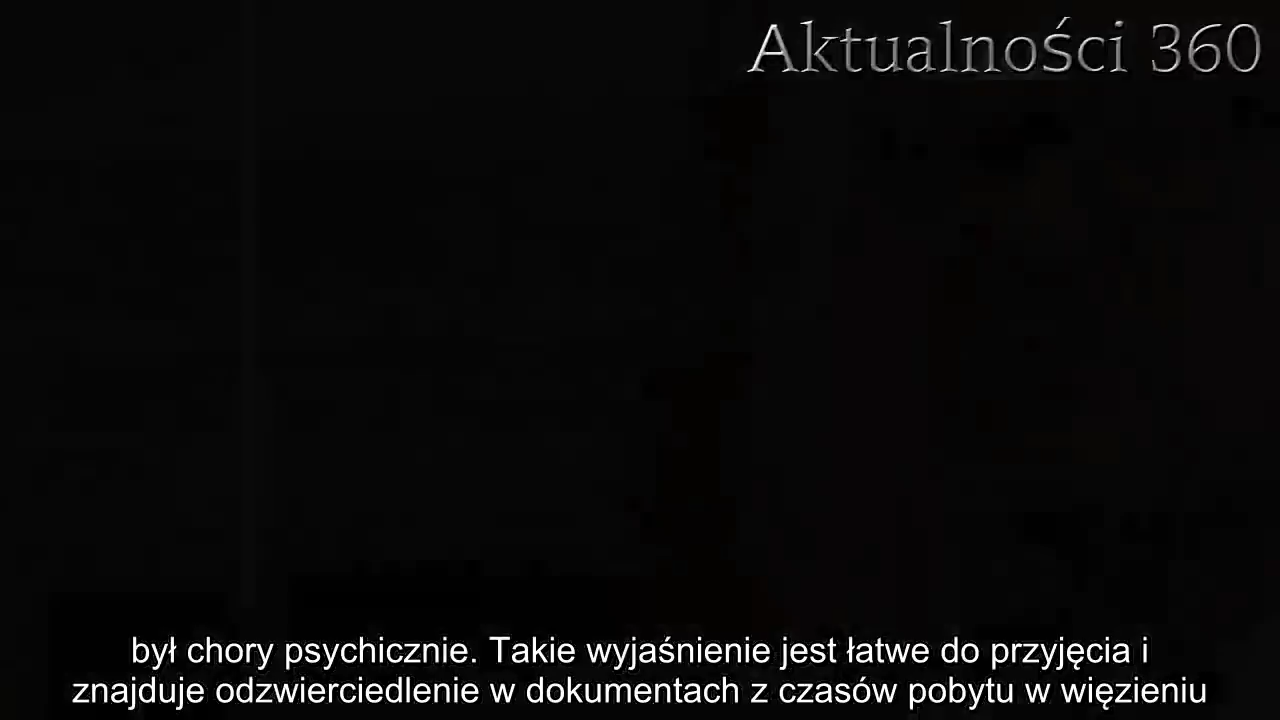 Aktualności 360
był chory psychicznie. Takie wyjaśnienie jest łatwe do przyjęcia i
znajduje odzwierciedlenie w dokumentach z czasów pobytu w więzieniu